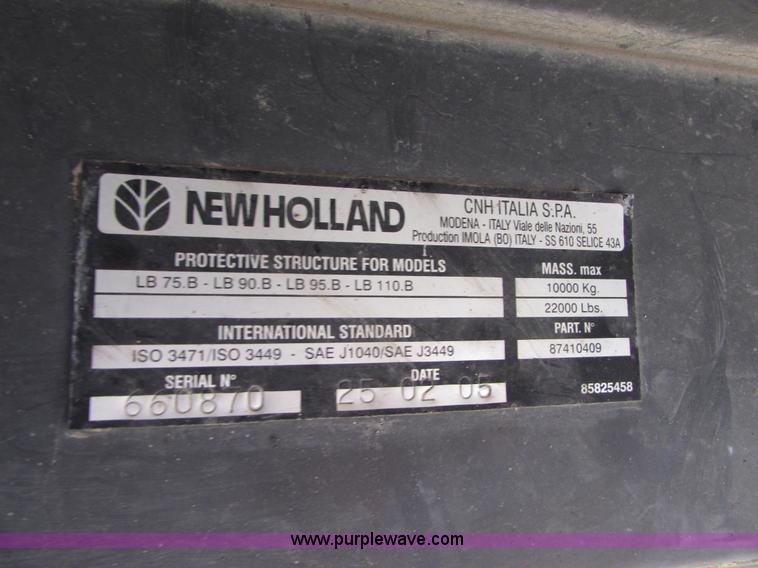 NEW HOLLAND
CNH ITALIA S.P.A.
MODENA - ITALY Viale delle Nazioni, 55
Production IMOLA (BO) ITALY - SS 610 SELICE 43A
PROTECTIVE STRUCTURE FOR MODELS
MASS. max
LB 75.B - LB 90.B - LB 95.B - LB 110.B
10000 Kg.
22000 Lbs.
INTERNATIONAL STANDARD
PART. N°
ISO 3471/ISO 3449 - SAE J1040/SAE J3449
87410409
SERIAL N°
DATE
660870
25 02 05
85825458
www.purplewave.com